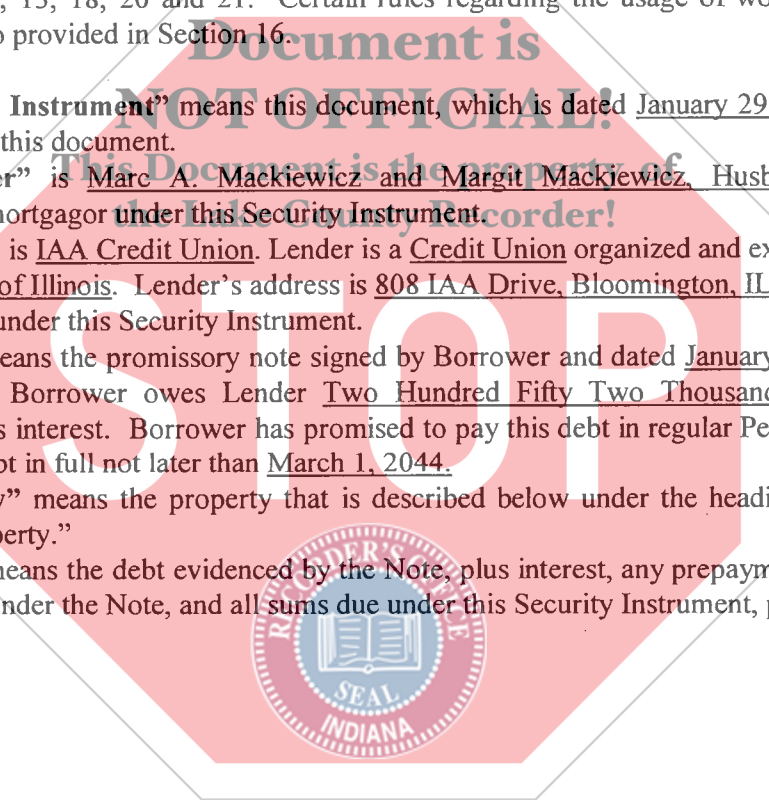 , 13, 18, 20 and 21. Certain rules regarding the usage of wo
o provided in Section 16.
Document is
NOT OFFICIAL!
This Document is the property of
the Lake County Recorder!
STOP
Instrument” means this document, which is dated January 29
this document.
er” is Marc A. Mackiewicz and Margit Mackjewicz, Husb
nortgagor under this Security Instrument.
is IAA Credit Union. Lender is a Credit Union organized and ex
of Illinois. Lender’s address is 808 IAA Drive, Bloomington, IL
under this Security Instrument.
eans the promissory note signed by Borrower and dated January
Borrower owes Lender Two Hundred Fifty Two Thousand
s interest. Borrower has promised to pay this debt in regular Pe
bt in full not later than March 1, 2044.
y” means the property that is described below under the headi
perty.”
neans the debt evidenced by the Note, plus interest, any prepaym
under the Note, and all sums due under this Security Instrument, p
RECORDER'S OFFICE
SEAL
INDIANA